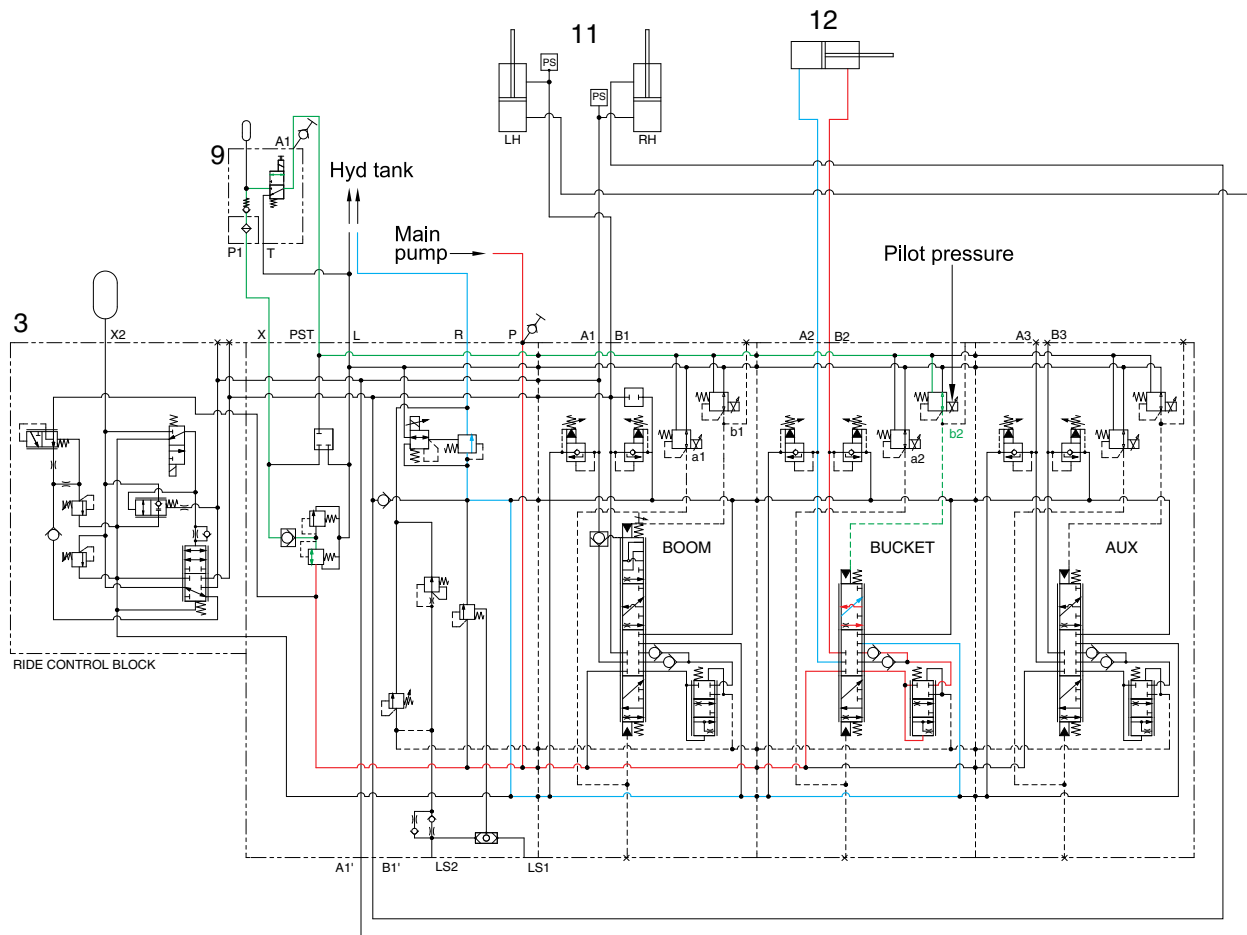 11
12
PS
PS
LH
RH
A1
9
Hyd tank
Main
pump
P1
T
Pilot pressure
3
X2
X
PST
L
R
P
A1
B1
A2
B2
A3
B3
b1
b2
a1
a2
BOOM
BUCKET
AUX
RIDE CONTROL BLOCK
A1'
B1'
LS2
LS1